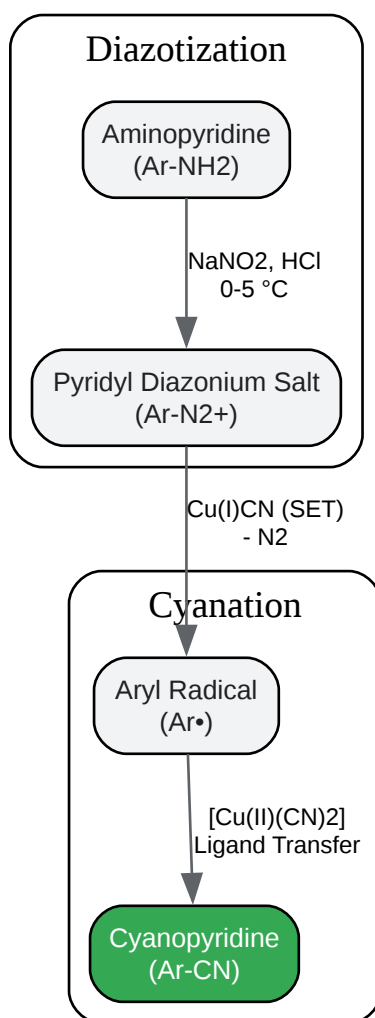 Diazotization
Aminopyridine
(Ar-NH2)
NaNO2, HCl
0-5 °C
Pyridyl Diazonium Salt
(Ar-N2+)
Cu(I)CN (SET)
- N2
Cyanation
Aryl Radical
(Ar•)
[Cu(II)(CN)2]
Ligand Transfer
Cyanopyridine
(Ar-CN)